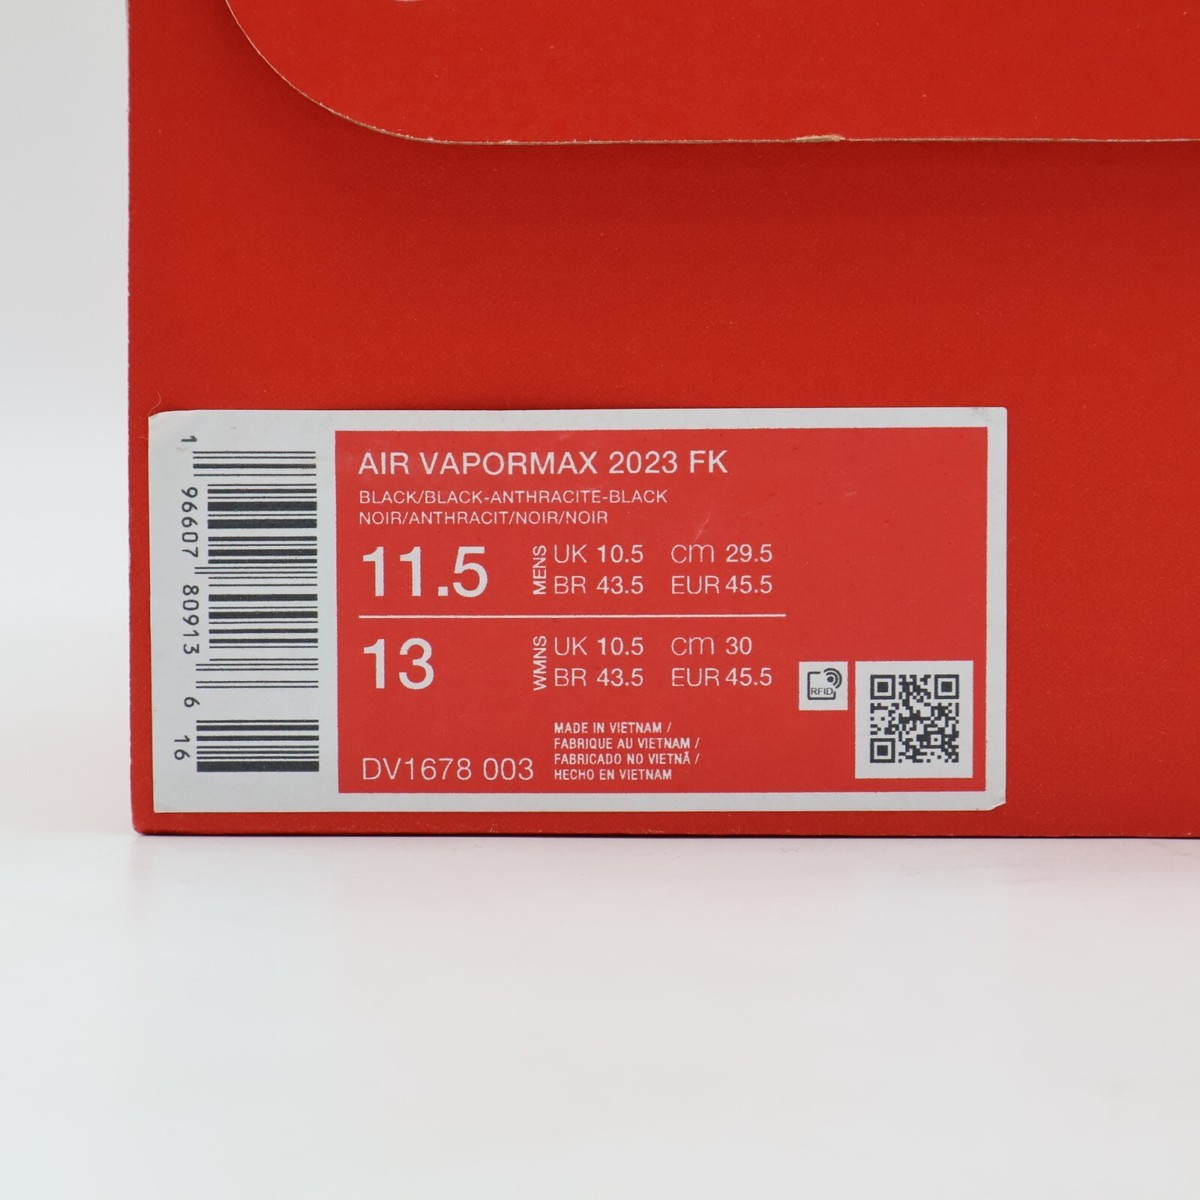 1 96607 80913 6 16
AIR VAPORMAX 2023 FK
BLACK/BLACK-ANTHRACITE-BLACK
NOIR/ANTHRACIT/NOIR/NOIR
11.5 MENS UK 10.5 cm 29.5
BR 43.5 EUR 45.5
13 WMNS UK 10.5 cm 30
BR 43.5 EUR 45.5
RFID
MADE IN VIETNAM /
FABRIQUE AU VIETNAM /
FABRICADO NO VIETNÃ /
HECHO EN VIETNAM
DV1678 003